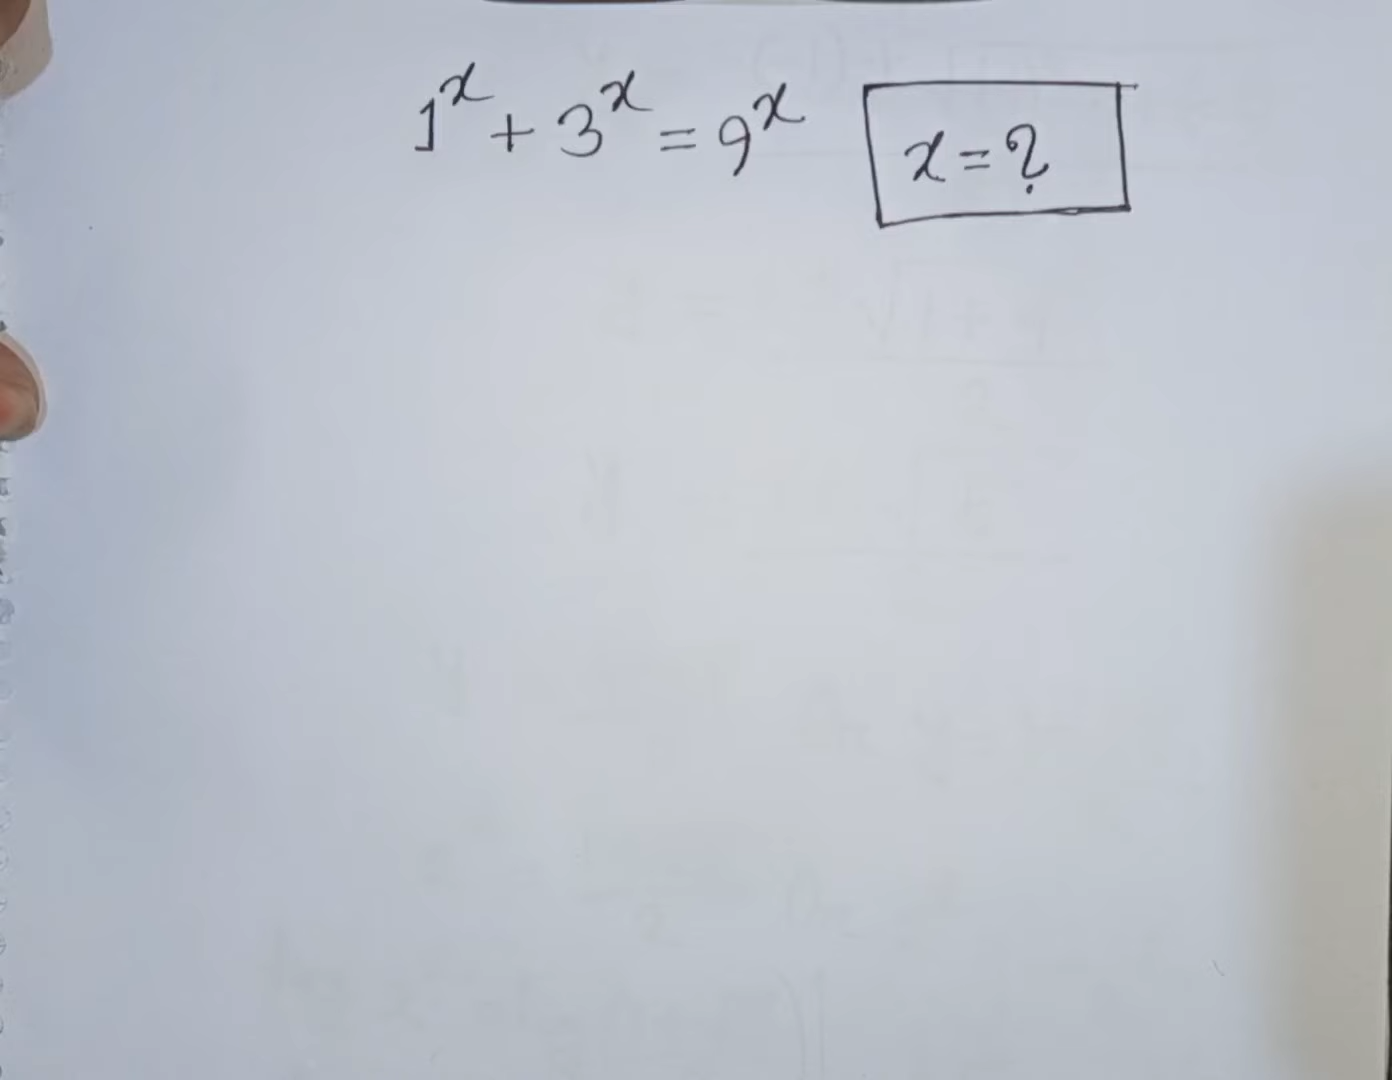 1^x + 3^x = 9^x  x = ?